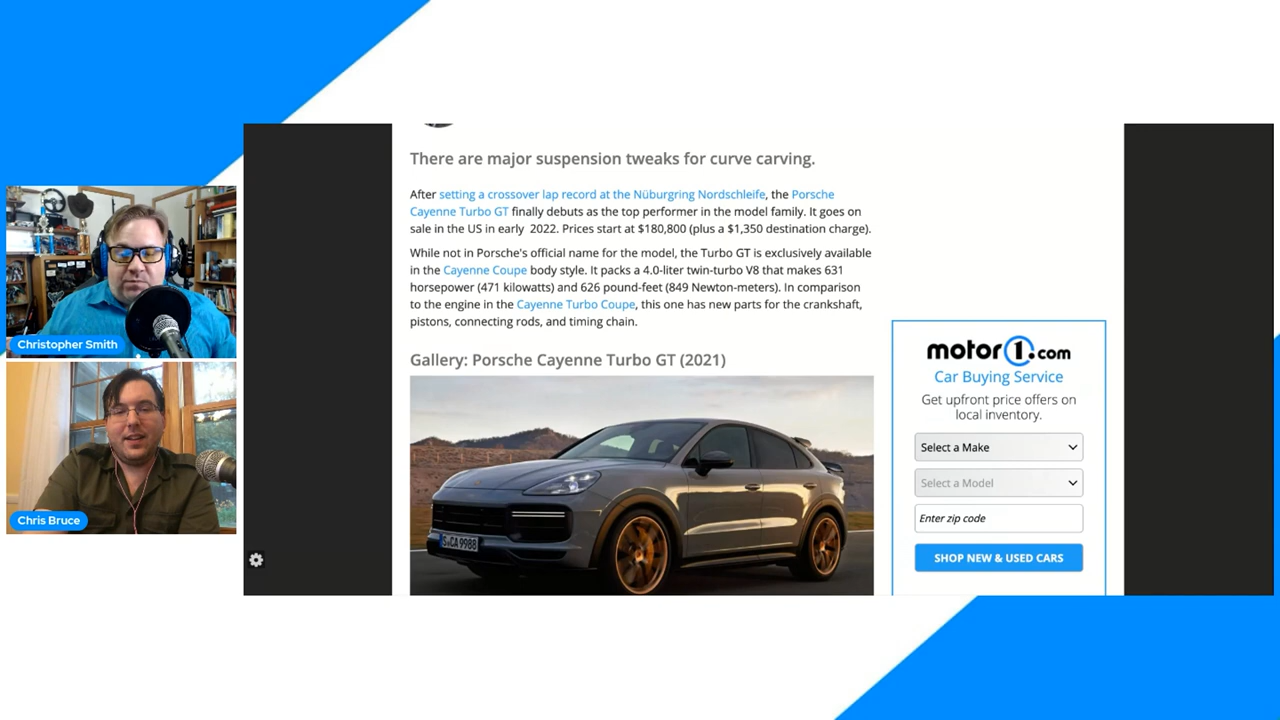 There are major suspension tweaks for curve carving.
After setting a crossover lap record at the Nüburgring Nordschleife, the Porsche
Cayenne Turbo GT finally debuts as the top performer in the model family. It goes on
sale in the US in early 2022. Prices start at $180,800 (plus a $1,350 destination charge).
While not in Porsche's official name for the model, the Turbo GT is exclusively available
in the Cayenne Coupe body style. It packs a 4.0-liter twin-turbo V8 that makes 631
horsepower (471 kilowatts) and 626 pound-feet (849 Newton-meters). In comparison
to the engine in the Cayenne Turbo Coupe, this one has new parts for the crankshaft,
pistons, connecting rods, and timing chain.
Gallery: Porsche Cayenne Turbo GT (2021)
S CA 9988
motor1.com
Car Buying Service
Get upfront price offers on
local inventory.
Select a Make
Select a Model
Enter zip code
SHOP NEW & USED CARS
Christopher Smith
Chris Bruce